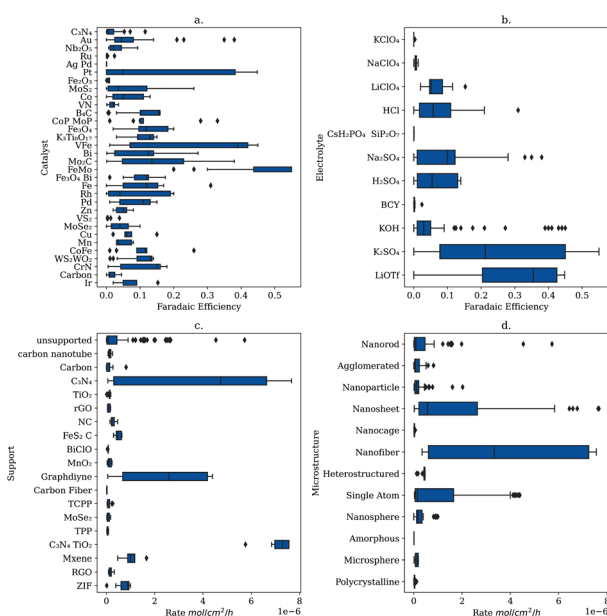 a.
C₃N₄
Au
Nb₂O₅
Ru
Ag Pd
Pt
Fe₂O₃
MoS₂
Co
VN
B₄C
CoP MoP
Fe₃O₄
K₃Ti₈O₁₇
VFe
Bi
Mo₂C
FeMo
Fe₃O₄ Bi
Fe
Rh
Pd
Zn
VS₂
MoSe₂
Cu
Mn
CoFe
WS₂WO₂
CrN
Carbon
Ir
Catalyst
0.0 0.1 0.2 0.3 0.4 0.5
Faradaic Efficiency
b.
KClO₄
NaClO₄
LiClO₄
HCl
CsH₂PO₄ SiP₂O₇
Na₂SO₄
H₂SO₄
BCY
KOH
K₂SO₄
LiOTf
Electrolyte
0.0 0.1 0.2 0.3 0.4 0.5
Faradaic Efficiency
c.
unsupported
carbon nanotube
Carbon
C₃N₄
TiO₂
rGO
NC
FeS₂ C
BiClO
MnO₂
Graphdiyne
Carbon Fiber
TCPP
MoSe₂
TPP
C₃N₄ TiO₂
Mxene
RGO
ZIF
Support
0 2 4 6 8
1e−6
Rate mol/cm²/h
d.
Nanorod
Agglomerated
Nanoparticle
Nanosheet
Nanocage
Nanofiber
Heterostructured
Single Atom
Nanosphere
Amorphous
Microsphere
Polycrystalline
Microstructure
0 2 4 6 8
1e−6
Rate mol/cm²/h